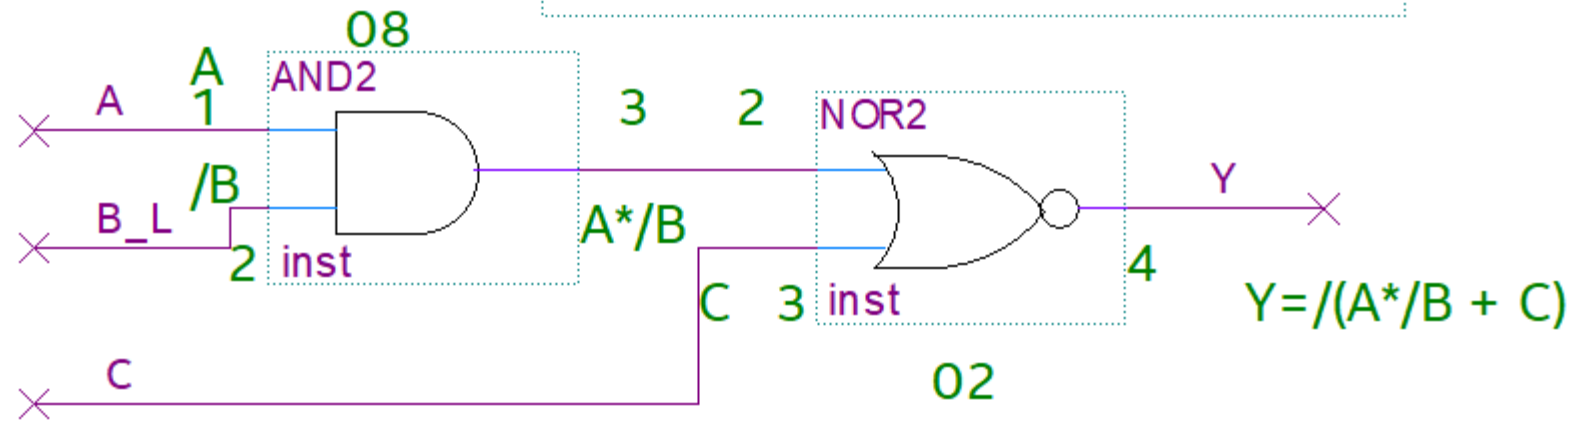 08
A
AND2
A
1
3
2
NOR2
/B
B_L
Y
A*/B
2
inst
4
C
3
inst
Y=/(A*/B + C)
C
02